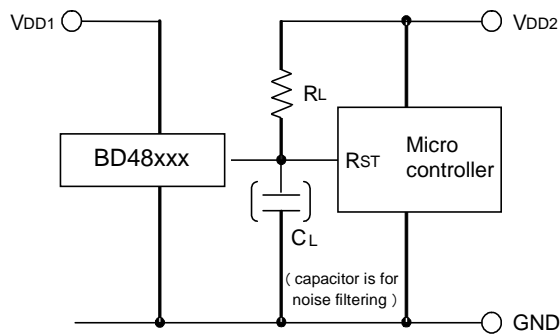 VDD1
VDD2
RL
BD48xxx
RST
Micro
controller
CL
( capacitor is for
noise filtering )
GND